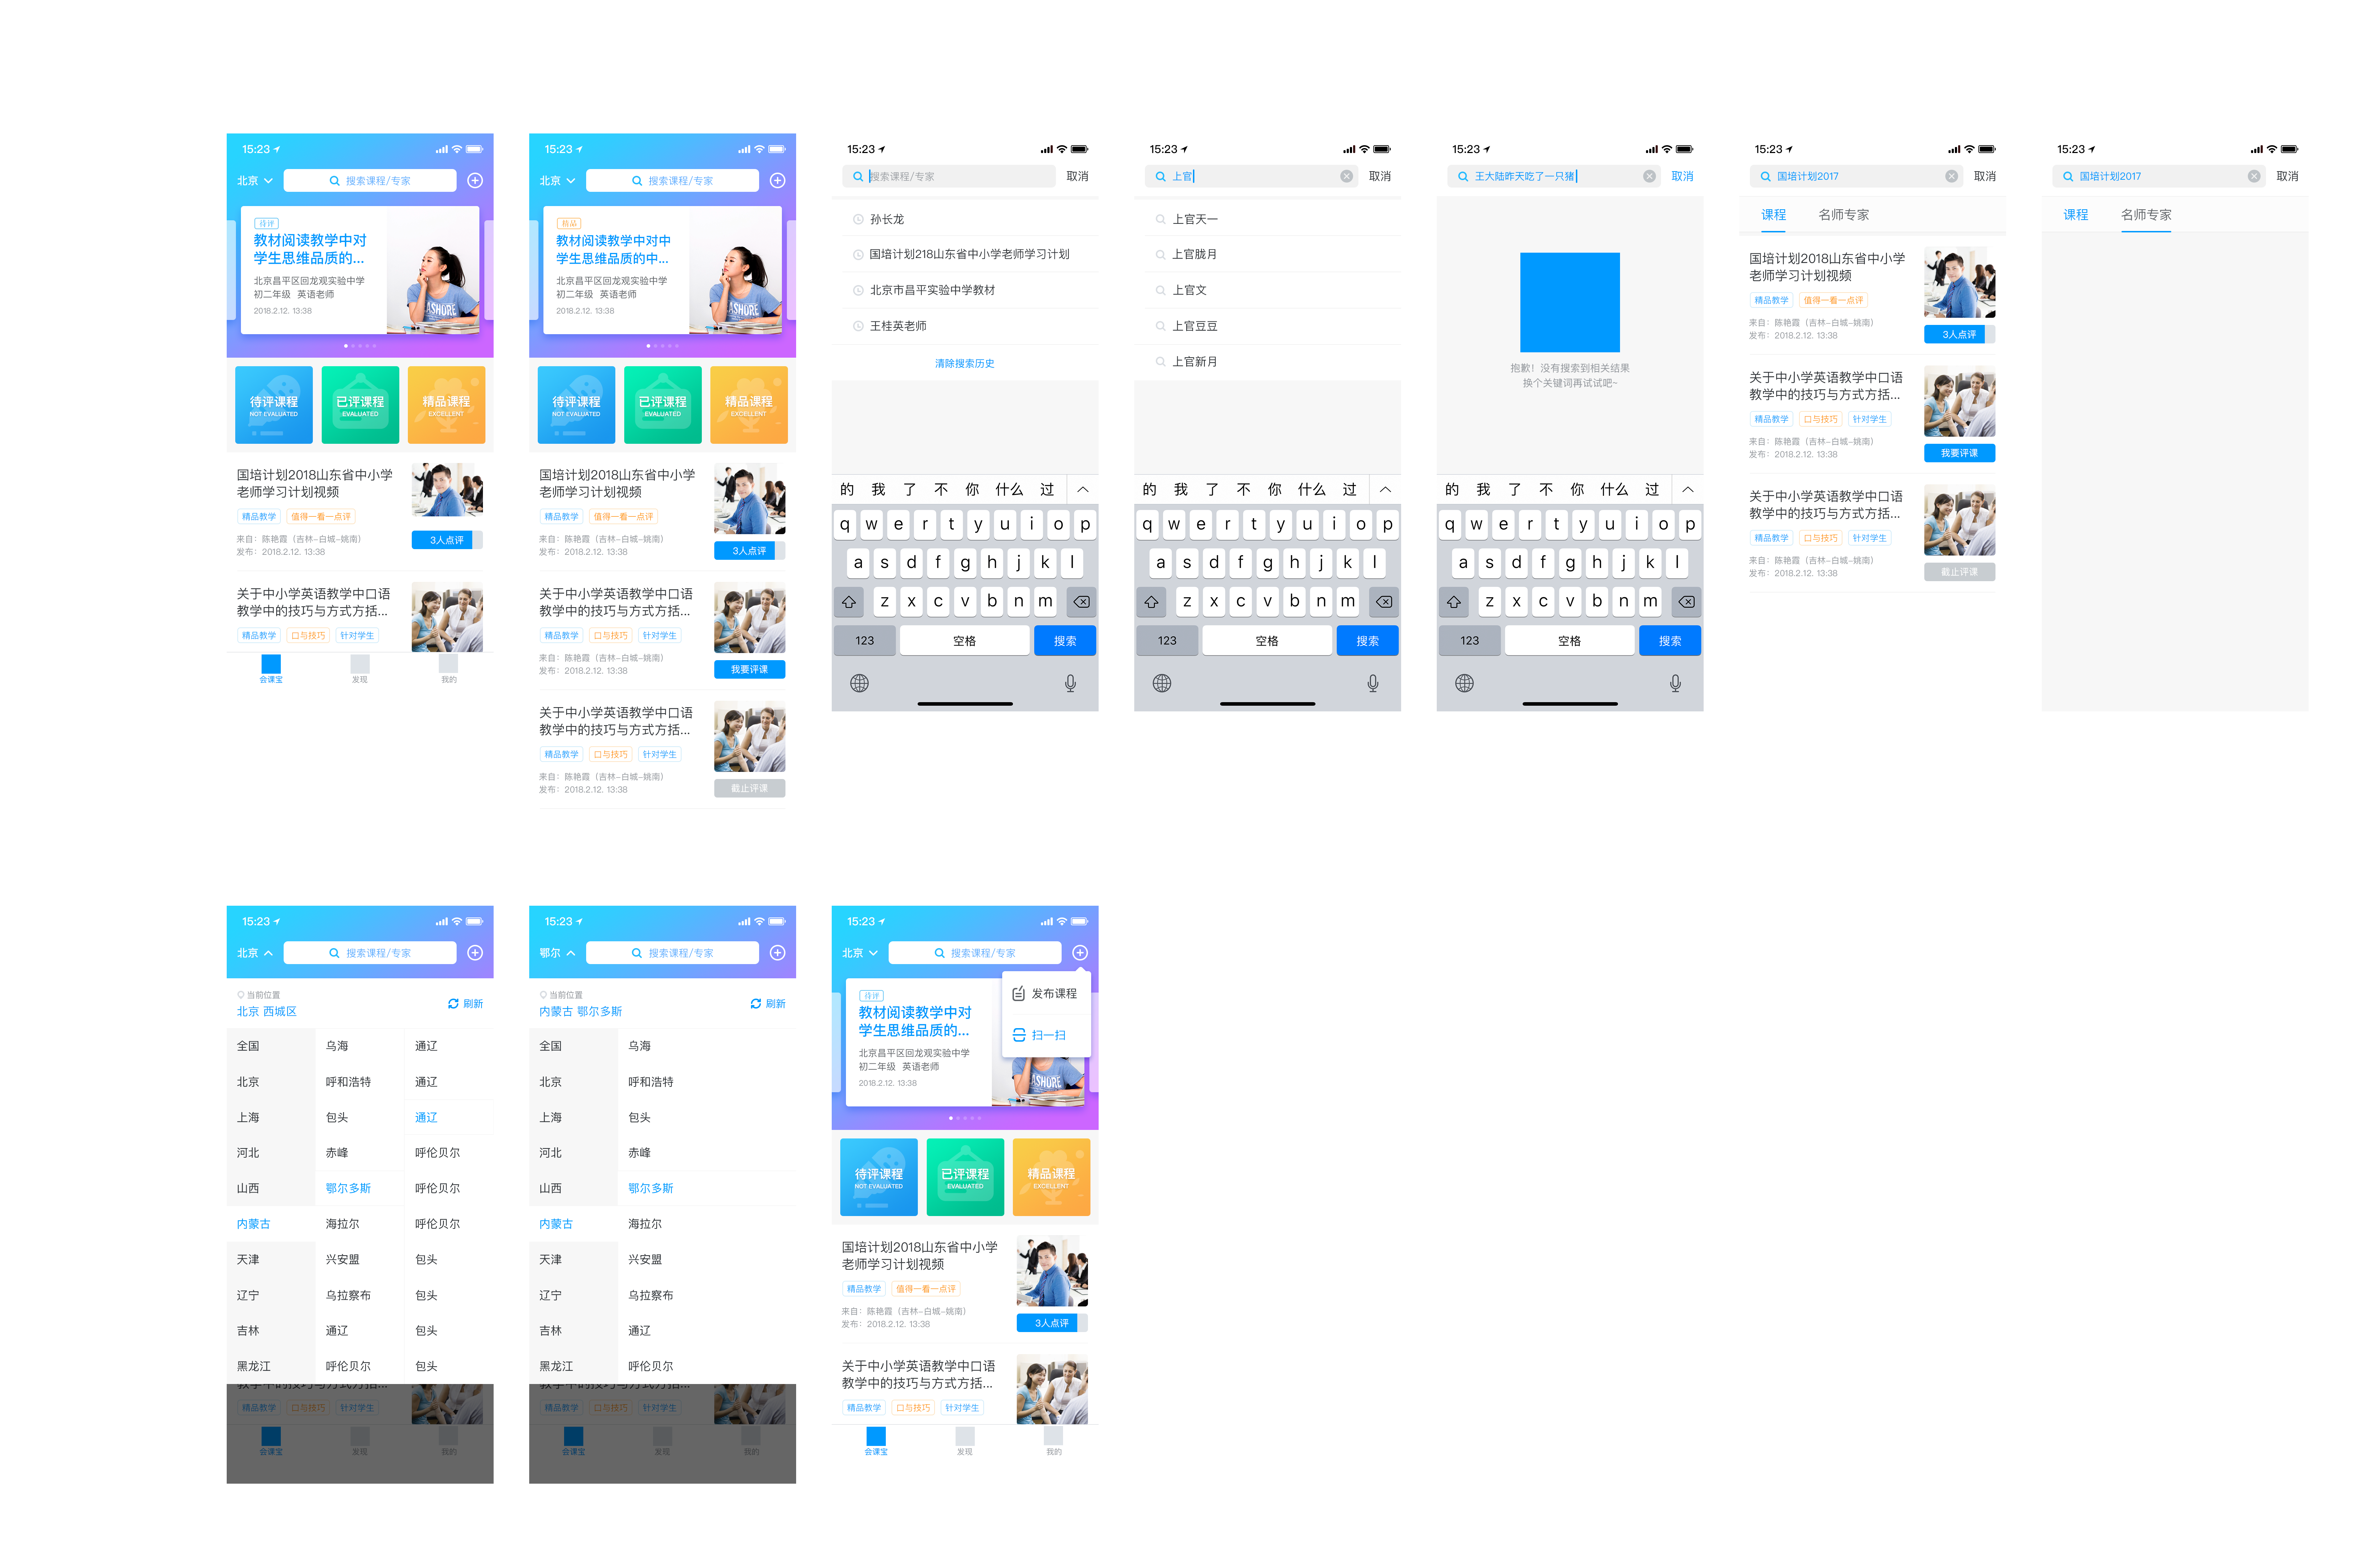 15:23
北京
搜索课程/专家
待评
教材阅读教学中对
学生思维品质的...
北京昌平区回龙观实验中学
初二年级 英语老师
2018.2.12. 13:38
ASHORE
待评课程
NOT EVALUATED
已评课程
EVALUATED
精品课程
EXCELLENT
国培计划2018山东省中小学
老师学习计划视频
精品教学 值得一看一点评
来自：陈艳霞（吉林-白城-姚南）
发布：2018.2.12. 13:38
3人点评
关于中小学英语教学中口语
教学中的技巧与方式方括...
精品教学 口与技巧 针对学生
会课宝 发现 我的
15:23
北京
搜索课程/专家
精品
教材阅读教学中对中
学生思维品质的中...
北京昌平区回龙观实验中学
初二年级 英语老师
2018.2.12. 13:38
ASHORE
待评课程
NOT EVALUATED
已评课程
EVALUATED
精品课程
EXCELLENT
国培计划2018山东省中小学
老师学习计划视频
精品教学 值得一看一点评
来自：陈艳霞（吉林-白城-姚南）
发布：2018.2.12. 13:38
3人点评
关于中小学英语教学中口语
教学中的技巧与方式方括...
精品教学 口与技巧 针对学生
来自：陈艳霞（吉林-白城-姚南）
发布：2018.2.12. 13:38
我要评课
关于中小学英语教学中口语
教学中的技巧与方式方括...
精品教学 口与技巧 针对学生
来自：陈艳霞（吉林-白城-姚南）
发布：2018.2.12. 13:38
截止评课
15:23
搜索课程/专家 取消
孙长龙
国培计划218山东省中小学老师学习计划
北京市昌平实验中学教材
王桂英老师
清除搜索历史
的 我 了 不 你 什么 过
q w e r t y u i o p
a s d f g h j k l
z x c v b n m
123 空格 搜索
15:23
上官 取消
上官天一
上官胧月
上官文
上官豆豆
上官新月
的 我 了 不 你 什么 过
q w e r t y u i o p
a s d f g h j k l
z x c v b n m
123 空格 搜索
15:23
王大陆昨天吃了一只猪 取消
抱歉！没有搜索到相关结果
换个关键词再试试吧~
的 我 了 不 你 什么 过
q w e r t y u i o p
a s d f g h j k l
z x c v b n m
123 空格 搜索
15:23
国培计划2017 取消
课程 名师专家
国培计划2018山东省中小学
老师学习计划视频
精品教学 值得一看一点评
来自：陈艳霞（吉林-白城-姚南）
发布：2018.2.12. 13:38
3人点评
关于中小学英语教学中口语
教学中的技巧与方式方括...
精品教学 口与技巧 针对学生
来自：陈艳霞（吉林-白城-姚南）
发布：2018.2.12. 13:38
我要评课
关于中小学英语教学中口语
教学中的技巧与方式方括...
精品教学 口与技巧 针对学生
来自：陈艳霞（吉林-白城-姚南）
发布：2018.2.12. 13:38
截止评课
15:23
国培计划2017 取消
课程 名师专家
15:23
北京
搜索课程/专家
当前位置
北京 西城区
刷新
全国 乌海 通辽
北京 呼和浩特 通辽
上海 包头 通辽
河北 赤峰 呼伦贝尔
山西 鄂尔多斯 呼伦贝尔
内蒙古 海拉尔 呼伦贝尔
天津 兴安盟 包头
辽宁 乌拉察布 包头
吉林 通辽 包头
黑龙江 呼伦贝尔 包头
教学中的技巧与方式方括...
精品教学 口与技巧 针对学生
会课宝 发现 我的
15:23
鄂尔
搜索课程/专家
当前位置
内蒙古 鄂尔多斯
刷新
全国 乌海
北京 呼和浩特
上海 包头
河北 赤峰
山西 鄂尔多斯
内蒙古 海拉尔
天津 兴安盟
辽宁 乌拉察布
吉林 通辽
黑龙江 呼伦贝尔
教学中的技巧与方式方括...
精品教学 口与技巧 针对学生
会课宝 发现 我的
15:23
北京
搜索课程/专家
发布课程
扫一扫
待评
教材阅读教学中对
学生思维品质的...
北京昌平区回龙观实验中学
初二年级 英语老师
2018.2.12. 13:38
ASHORE
待评课程
NOT EVALUATED
已评课程
EVALUATED
精品课程
EXCELLENT
国培计划2018山东省中小学
老师学习计划视频
精品教学 值得一看一点评
来自：陈艳霞（吉林-白城-姚南）
发布：2018.2.12. 13:38
3人点评
关于中小学英语教学中口语
教学中的技巧与方式方括...
精品教学 口与技巧 针对学生
会课宝 发现 我的